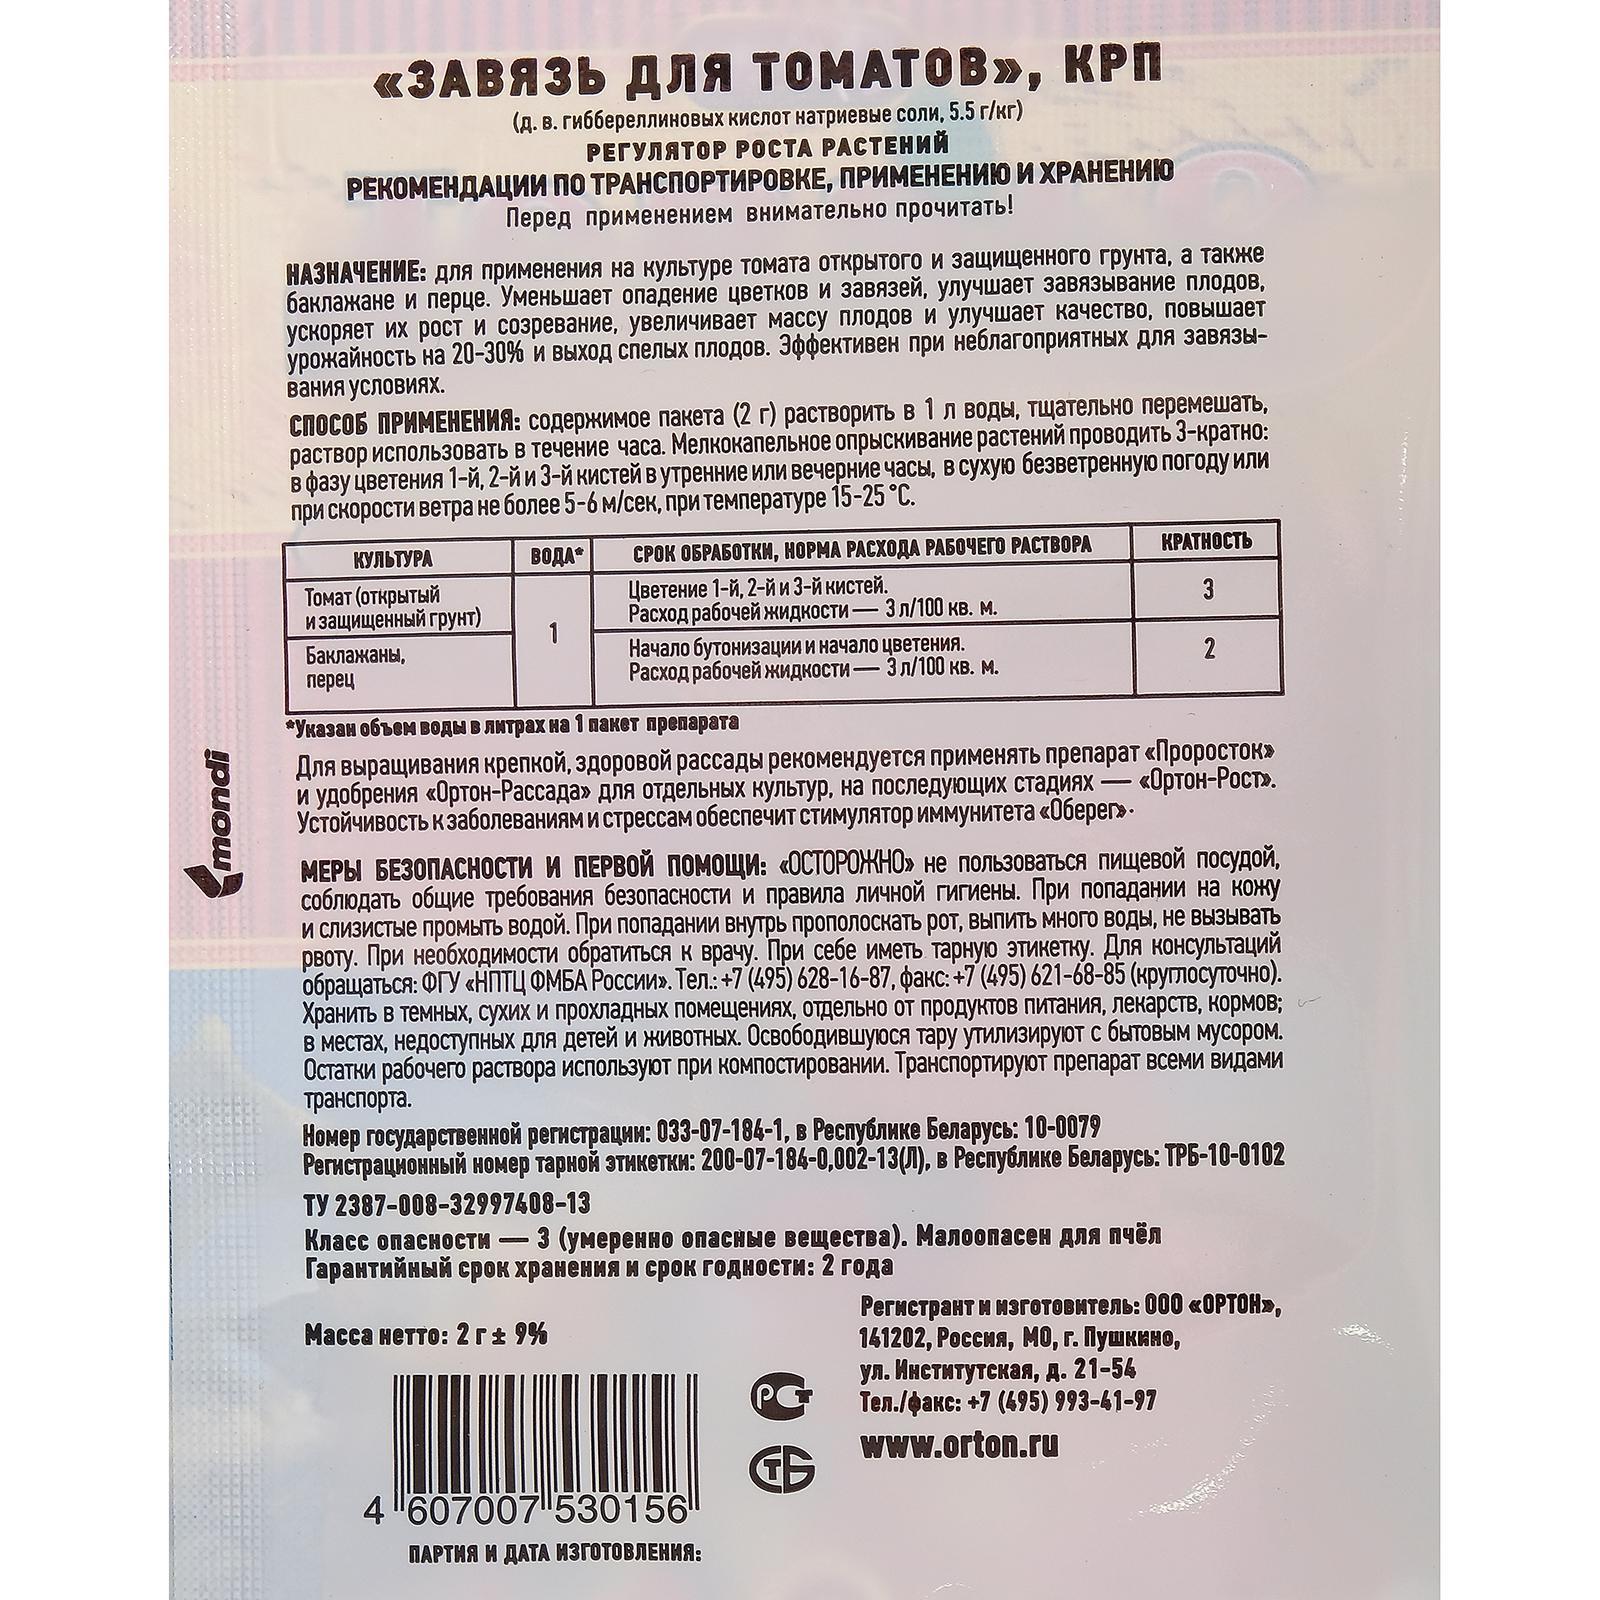 «ЗАВЯЗЬ ДЛЯ ТОМАТОВ», КРП
(д. в. гиббереллиновых кислот натриевые соли, 5.5 г/кг)
РЕГУЛЯТОР РОСТА РАСТЕНИЙ
РЕКОМЕНДАЦИИ ПО ТРАНСПОРТИРОВКЕ, ПРИМЕНЕНИЮ И ХРАНЕНИЮ
Перед применением внимательно прочитать!
НАЗНАЧЕНИЕ: для применения на культуре томата открытого и защищенного грунта, а также
баклажане и перце. Уменьшает опадение цветков и завязей, улучшает завязывание плодов,
ускоряет их рост и созревание, увеличивает массу плодов и улучшает качество, повышает
урожайность на 20-30% и выход спелых плодов. Эффективен при неблагоприятных для завязы-
вания условиях.
СПОСОБ ПРИМЕНЕНИЯ: содержимое пакета (2 г) растворить в 1 л воды, тщательно перемешать,
раствор использовать в течение часа. Мелкокапельное опрыскивание растений проводить 3-кратно:
в фазу цветения 1-й, 2-й и 3-й кистей в утренние или вечерние часы, в сухую безветренную погоду или
при скорости ветра не более 5-6 м/сек, при температуре 15-25 °С.
КУЛЬТУРА ВОДА* СРОК ОБРАБОТКИ, НОРМА РАСХОДА РАБОЧЕГО РАСТВОРА КРАТНОСТЬ
Томат (открытый
и защищенный грунт)
1
Цветение 1-й, 2-й и 3-й кистей.
Расход рабочей жидкости — 3 л/100 кв. м.
3
Баклажаны,
перец
Начало бутонизации и начало цветения.
Расход рабочей жидкости — 3 л/100 кв. м.
2
*Указан объем воды в литрах на 1 пакет препарата
Для выращивания крепкой, здоровой рассады рекомендуется применять препарат «Проросток»
и удобрения «Ортон-Рассада» для отдельных культур, на последующих стадиях — «Ортон-Рост».
Устойчивость к заболеваниям и стрессам обеспечит стимулятор иммунитета «Оберег».
mondi
МЕРЫ БЕЗОПАСНОСТИ И ПЕРВОЙ ПОМОЩИ: «ОСТОРОЖНО» не пользоваться пищевой посудой,
соблюдать общие требования безопасности и правила личной гигиены. При попадании на кожу
и слизистые промыть водой. При попадании внутрь прополоскать рот, выпить много воды, не вызывать
рвоту. При необходимости обратиться к врачу. При себе иметь тарную этикетку. Для консультаций
обращаться: ФГУ «НПТЦ ФМБА России». Тел.: +7 (495) 628-16-87, факс: +7 (495) 621-68-85 (круглосуточно).
Хранить в темных, сухих и прохладных помещениях, отдельно от продуктов питания, лекарств, кормов;
в местах, недоступных для детей и животных. Освободившуюся тару утилизируют с бытовым мусором.
Остатки рабочего раствора используют при компостировании. Транспортируют препарат всеми видами
транспорта.
Номер государственной регистрации: 033-07-184-1, в Республике Беларусь: 10-0079
Регистрационный номер тарной этикетки: 200-07-184-0,002-13(Л), в Республике Беларусь: ТРБ-10-0102
ТУ 2387-008-32997408-13
Класс опасности — 3 (умеренно опасные вещества). Малоопасен для пчёл
Гарантийный срок хранения и срок годности: 2 года
Масса нетто: 2 г ± 9%
Регистрант и изготовитель: ООО «ОРТОН»,
141202, Россия, МО, г. Пушкино,
ул. Институтская, д. 21-54
Тел./факс: +7 (495) 993-41-97
www.orton.ru
РСТ
СТБ
4 607007 530156
ПАРТИЯ И ДАТА ИЗГОТОВЛЕНИЯ: